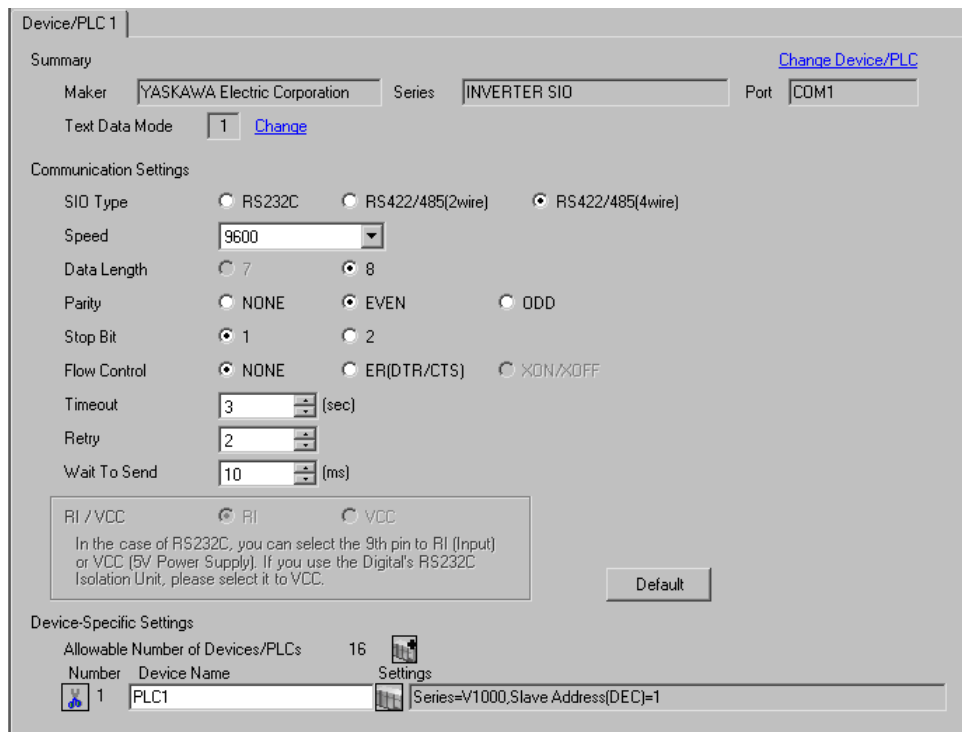 Device/PLC 1
Summary
Change Device/PLC
Maker YASKAWA Electric Corporation Series INVERTER SIO Port COM1
Text Data Mode 1 Change
Communication Settings
SIO Type RS232C RS422/485(2wire) RS422/485(4wire)
Speed 9600
Data Length 7 8
Parity NONE EVEN ODD
Stop Bit 1 2
Flow Control NONE ER(DTR/CTS) XON/XOFF
Timeout 3 (sec)
Retry 2
Wait To Send 10 (ms)
RI / VCC RI VCC
In the case of RS232C, you can select the 9th pin to RI (Input)
or VCC (5V Power Supply). If you use the Digital's RS232C
Isolation Unit, please select it to VCC.
Default
Device-Specific Settings
Allowable Number of Devices/PLCs 16
Number Device Name Settings
1 PLC1 Series=V1000,Slave Address(DEC)=1